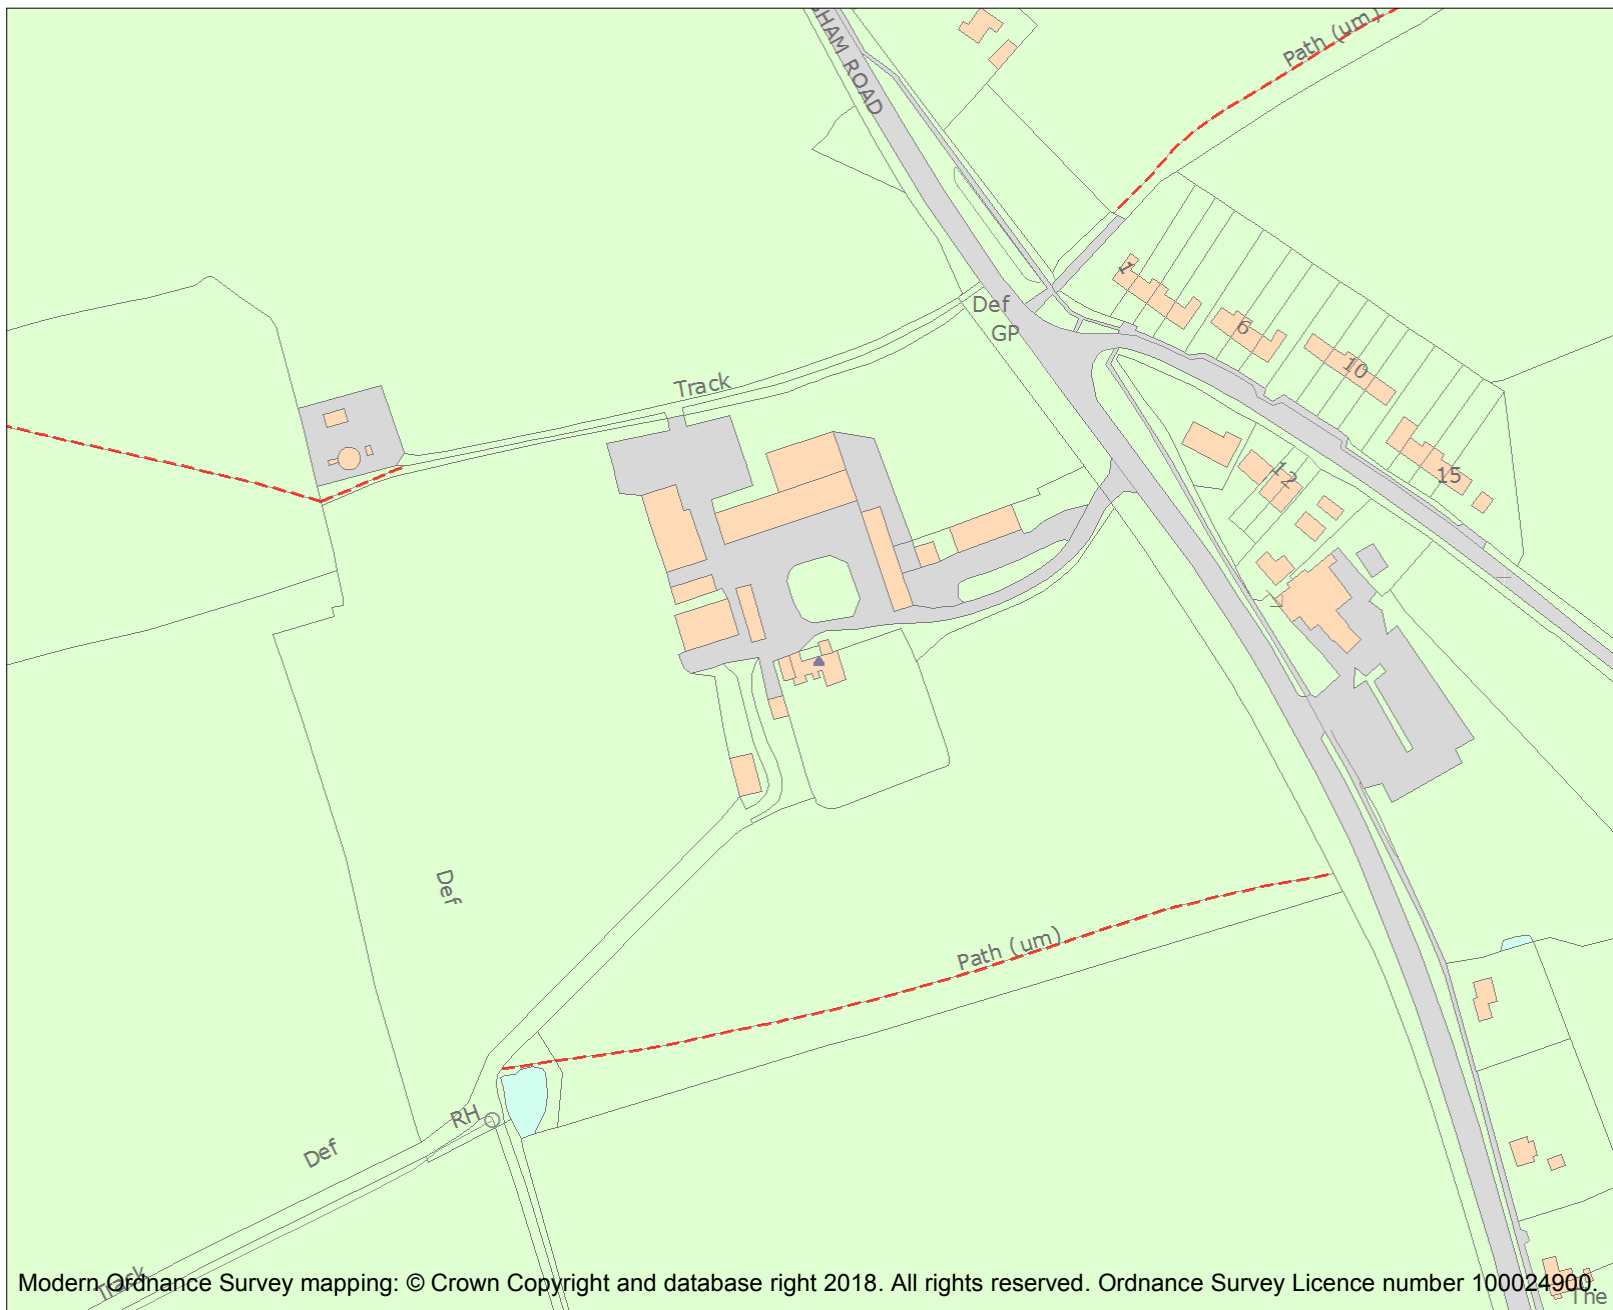 GHAM ROAD
Path (um)
1
Def
GP
6
10
Track
12
15
Def
Path (um)
RH
Def
Track
Modern Ordnance Survey mapping: © Crown Copyright and database right 2018. All rights reserved. Ordnance Survey Licence number 100024900.
The